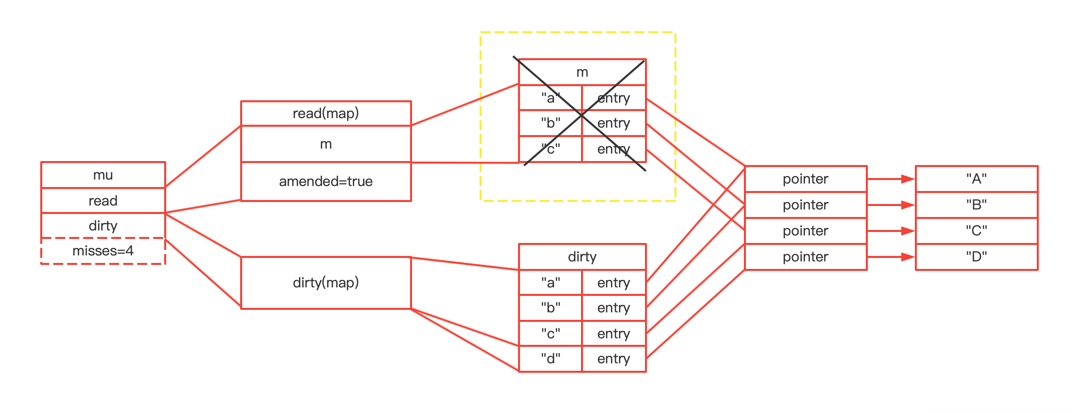 mu
read
dirty
misses=4
read(map)
m
amended=true
dirty(map)
m
"a" entry
"b" entry
"c" entry
dirty
"a" entry
"b" entry
"c" entry
"d" entry
pointer "A"
pointer "B"
pointer "C"
pointer "D"